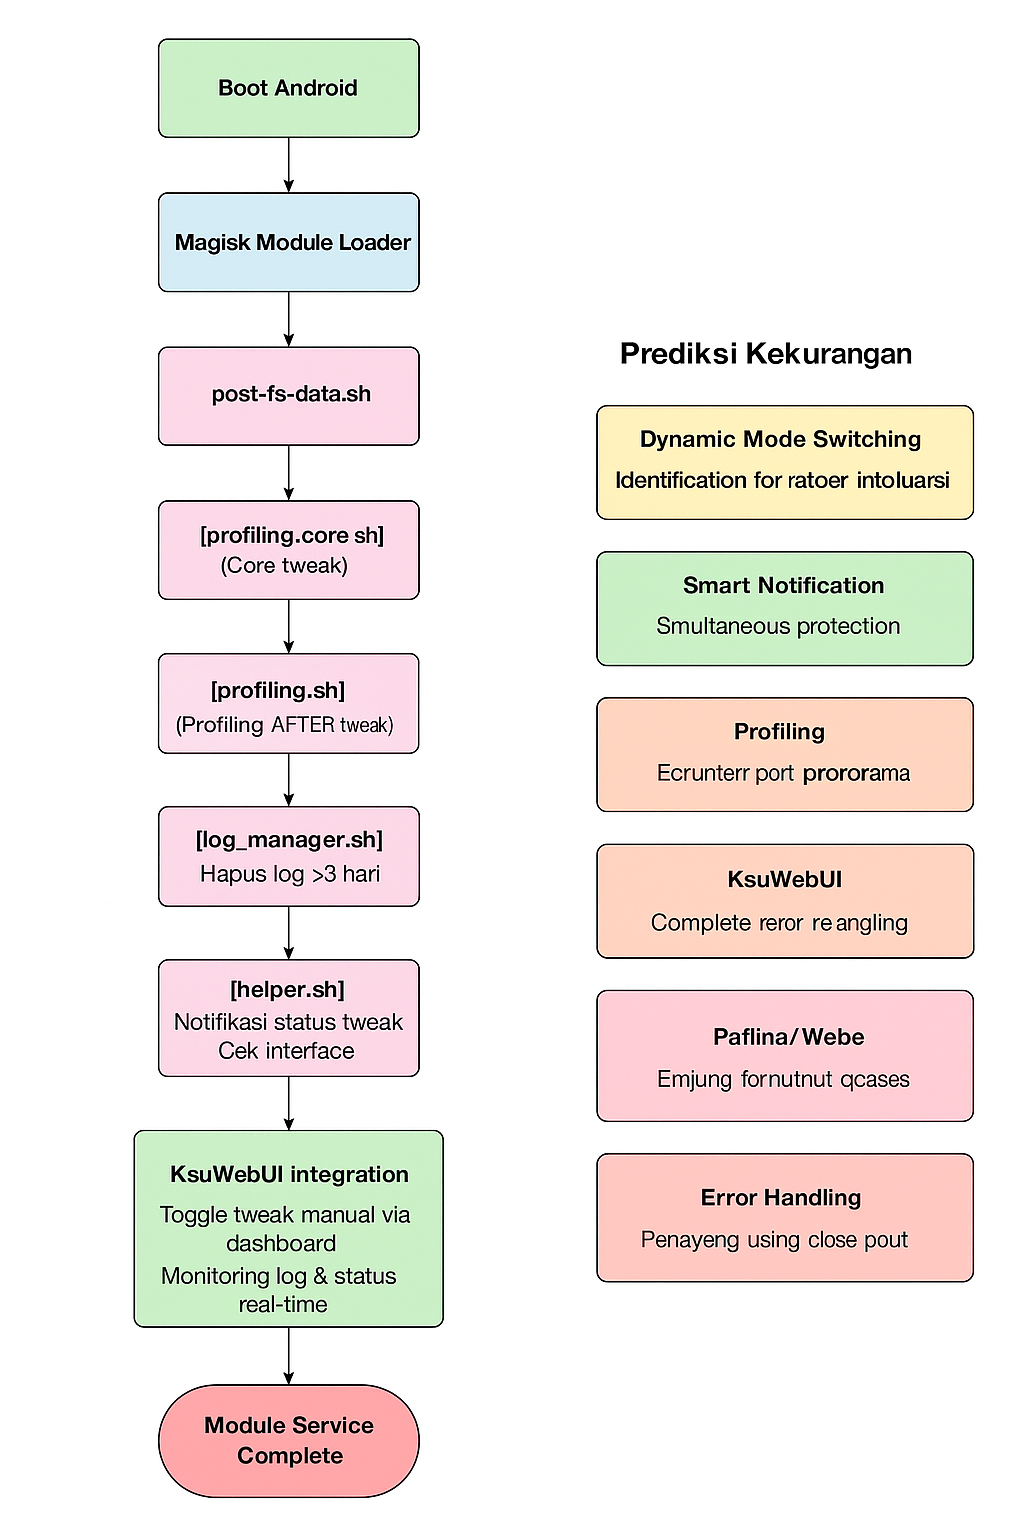 Boot Android
Magisk Module Loader
post-fs-data.sh
[profiling.core sh]
(Core tweak)
[profiling.sh]
(Profiling AFTER tweak)
[log_manager.sh]
Hapus log >3 hari
[helper.sh]
Notifikasi status tweak
Cek interface
KsuWebUI integration
Toggle tweak manual via
dashboard
Monitoring log & status
real-time
Module Service
Complete
Prediksi Kekurangan
Dynamic Mode Switching
Identification for ratoer intoluarsi
Smart Notification
Smultaneous protection
Profiling
Ecrunterr port prororama
KsuWebUI
Complete reror re angling
Paflina/Webe
Emjung fornutnut qcases
Error Handling
Penayeng using close pout